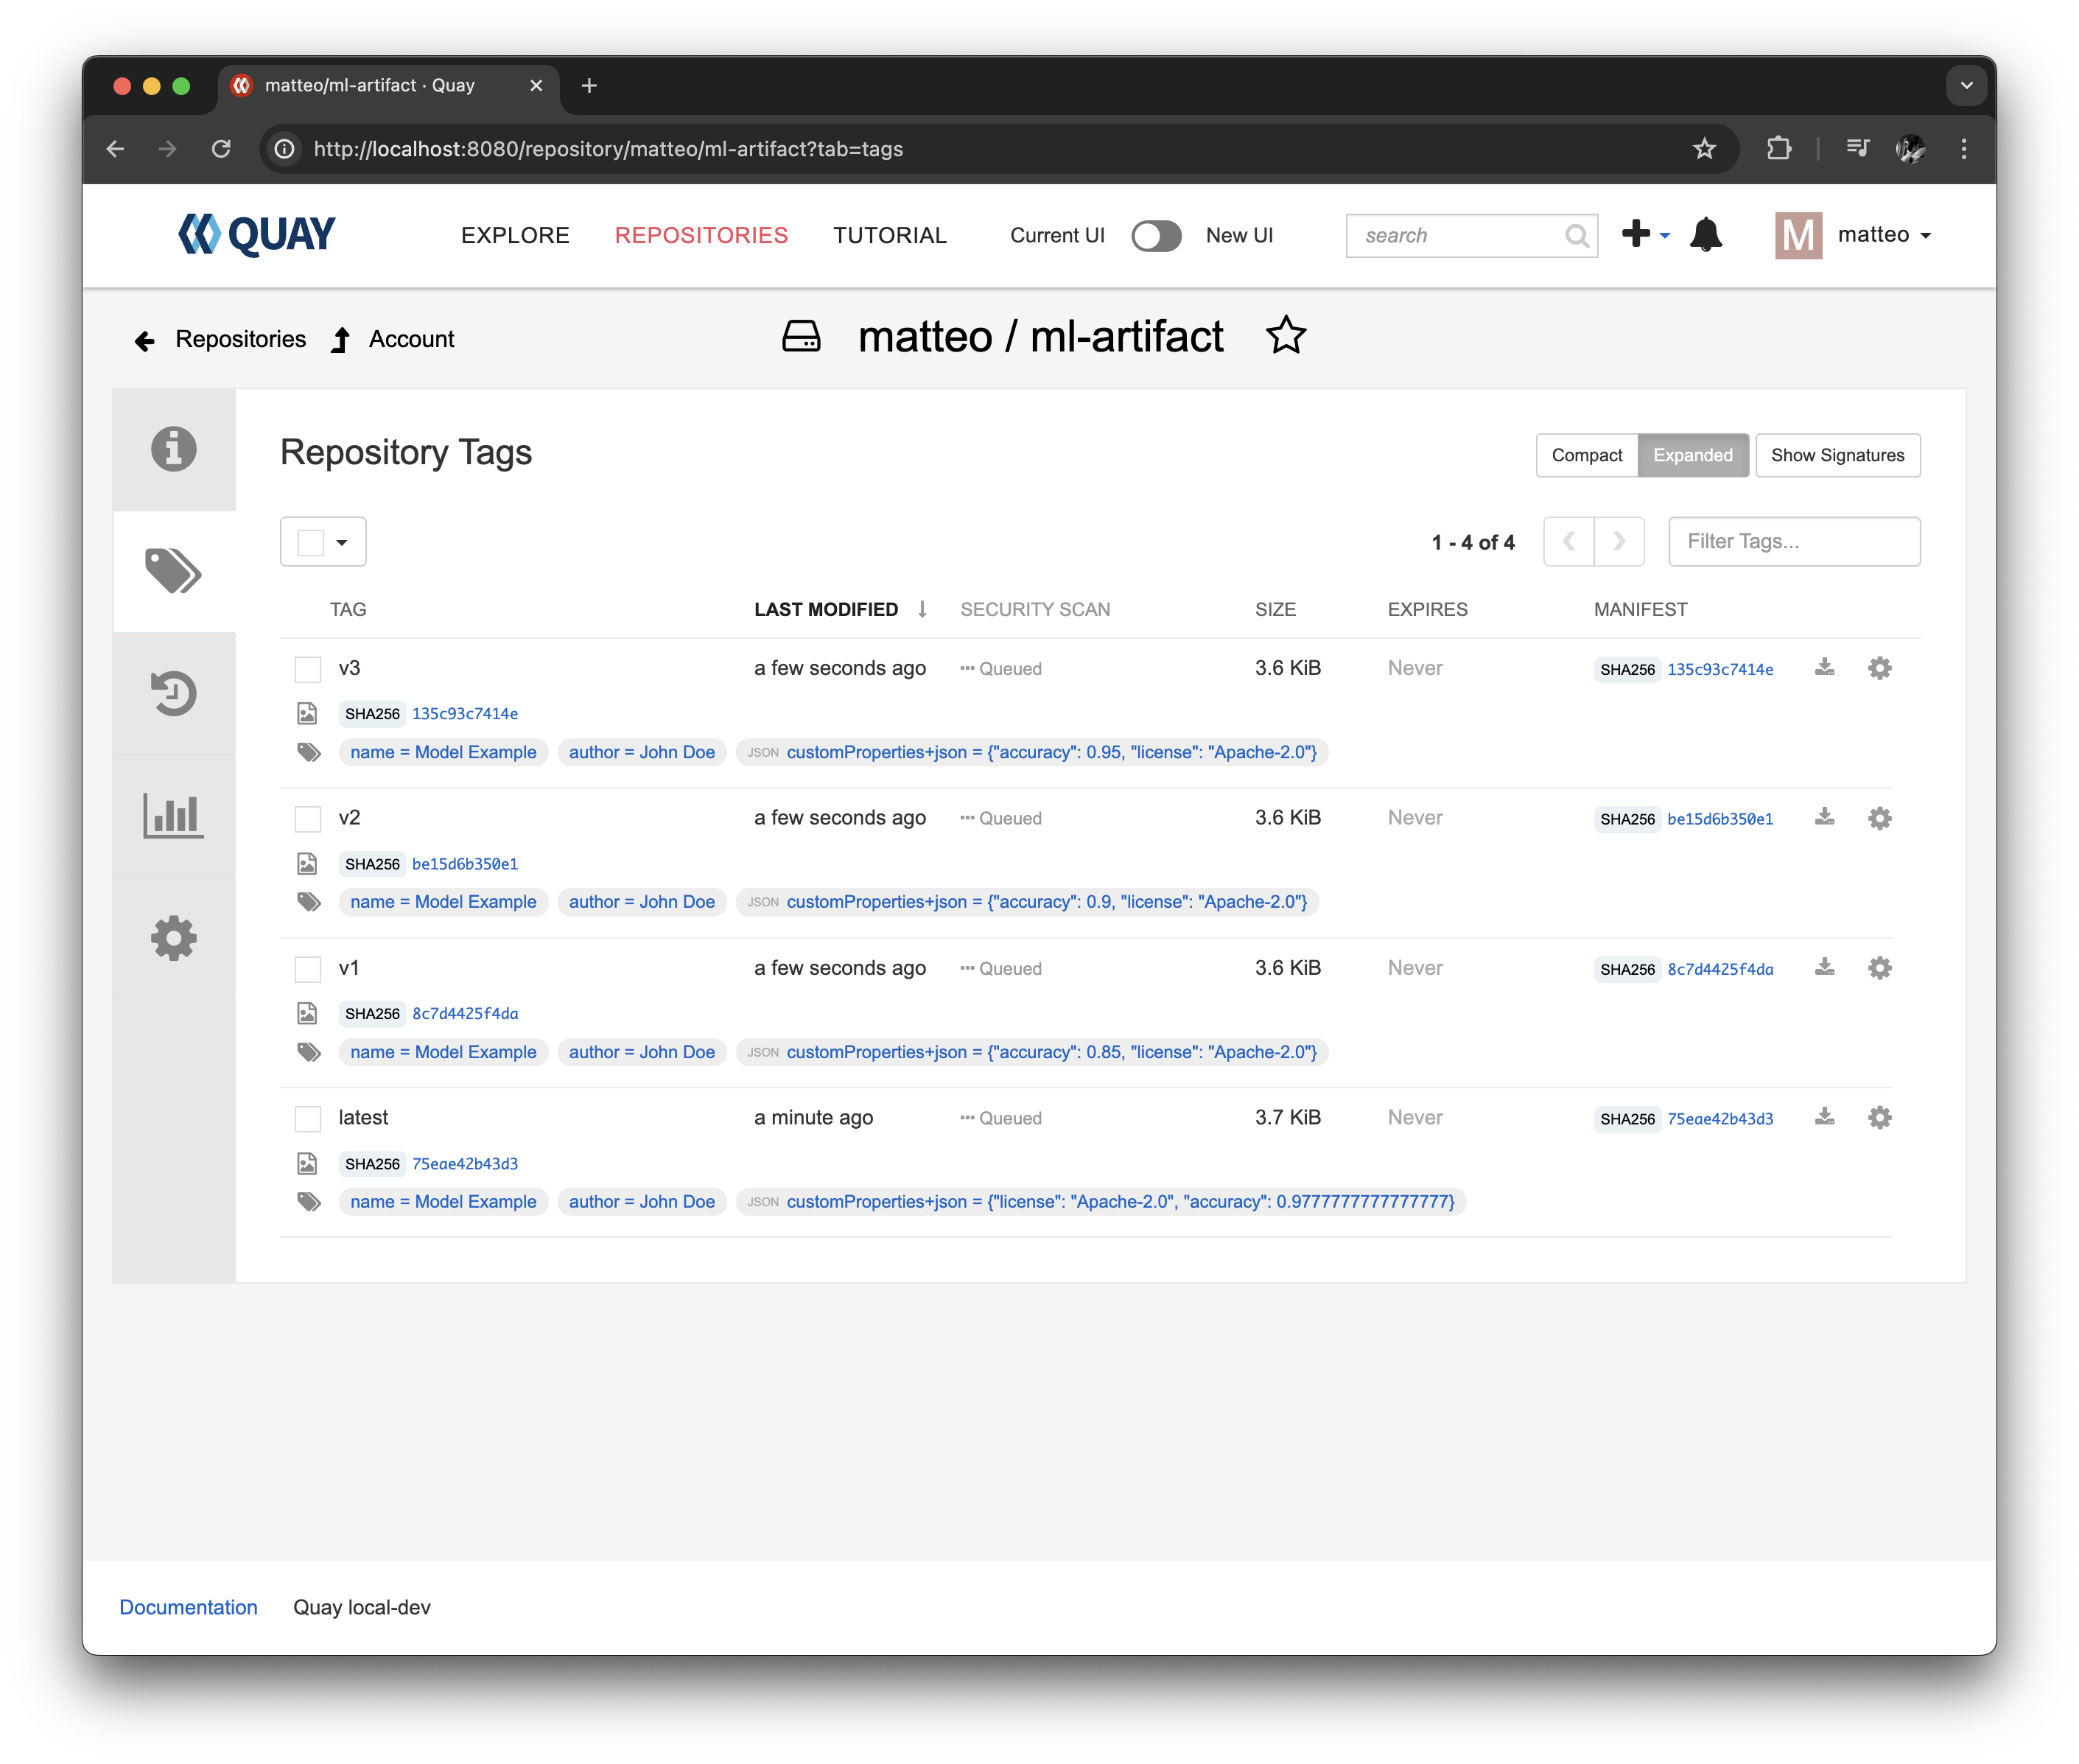 matteo/ml-artifact · Quay
http://localhost:8080/repository/matteo/ml-artifact?tab=tags
QUAY EXPLORE REPOSITORIES TUTORIAL Current UI New UI search M matteo
Repositories Account matteo / ml-artifact
Repository Tags Compact Expanded Show Signatures
1 - 4 of 4 Filter Tags...
TAG LAST MODIFIED SECURITY SCAN SIZE EXPIRES MANIFEST
v3 a few seconds ago Queued 3.6 KiB Never SHA256 135c93c7414e
SHA256 135c93c7414e
name = Model Example author = John Doe JSON customProperties+json = {"accuracy": 0.95, "license": "Apache-2.0"}
v2 a few seconds ago Queued 3.6 KiB Never SHA256 be15d6b350e1
SHA256 be15d6b350e1
name = Model Example author = John Doe JSON customProperties+json = {"accuracy": 0.9, "license": "Apache-2.0"}
v1 a few seconds ago Queued 3.6 KiB Never SHA256 8c7d4425f4da
SHA256 8c7d4425f4da
name = Model Example author = John Doe JSON customProperties+json = {"accuracy": 0.85, "license": "Apache-2.0"}
latest a minute ago Queued 3.7 KiB Never SHA256 75eae42b43d3
SHA256 75eae42b43d3
name = Model Example author = John Doe JSON customProperties+json = {"license": "Apache-2.0", "accuracy": 0.9777777777777777}
Documentation Quay local-dev